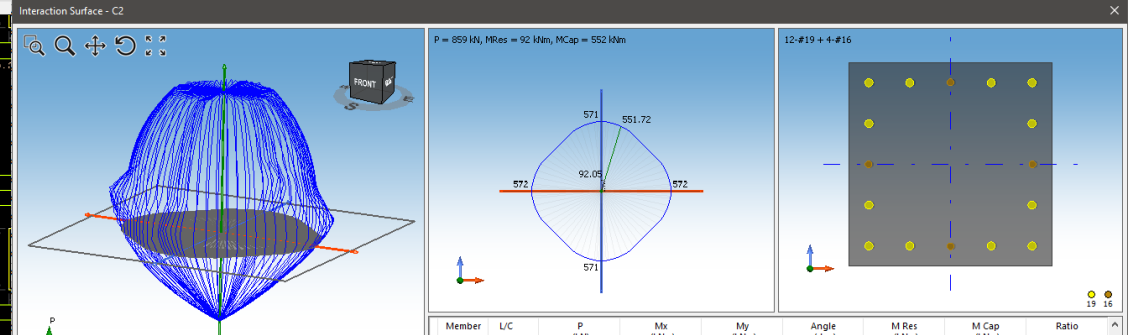 Interaction Surface - C2
P = 859 kN, MRes = 92 kNm, MCap = 552 kNm
12-#19 + 4-#16
FRONT
S
E
571
551.72
92.05
572
572
571
P
19 16
Member L/C P Mx My Angle M Res M Cap Ratio